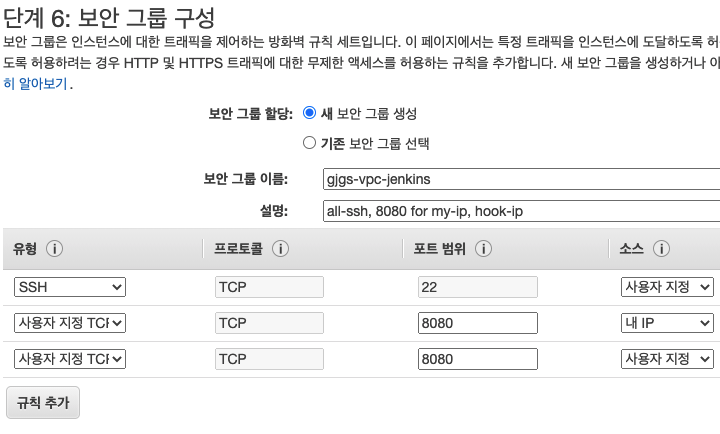 단계 6: 보안 그룹 구성
보안 그룹은 인스턴스에 대한 트래픽을 제어하는 방화벽 규칙 세트입니다. 이 페이지에서는 특정 트래픽을 인스턴스에 도달하도록 허
도록 허용하려는 경우 HTTP 및 HTTPS 트래픽에 대한 무제한 액세스를 허용하는 규칙을 추가합니다. 새 보안 그룹을 생성하거나 아
히 알아보기.
보안 그룹 할당: 새 보안 그룹 생성
기존 보안 그룹 선택
보안 그룹 이름: gjgs-vpc-jenkins
설명: all-ssh, 8080 for my-ip, hook-ip
유형 i 프로토콜 i 포트 범위 i 소스 i
SSH TCP 22 사용자 지정
사용자 지정 TCP TCP 8080 내 IP
사용자 지정 TCP TCP 8080 사용자 지정
규칙 추가